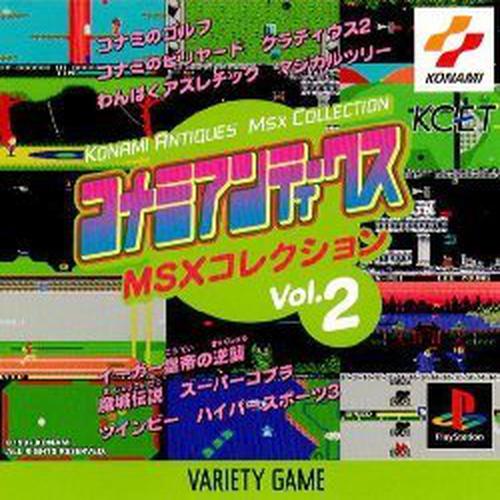 コナミのゴルフ
コナミのビリヤード グラディウス2
わんぱくアスレチック マジカルツリー
KONAMI
KCET
KONAMI ANTIQUES MSX COLLECTION
コナミアンティークス
MSXコレクション
Vol.2
イーガー皇帝の逆襲
魔城伝説 スーパーコブラ
ツインビー ハイパースポーツ3
KONAMI
ALL RIGHTS RESERVED.
PlayStation
VARIETY GAME